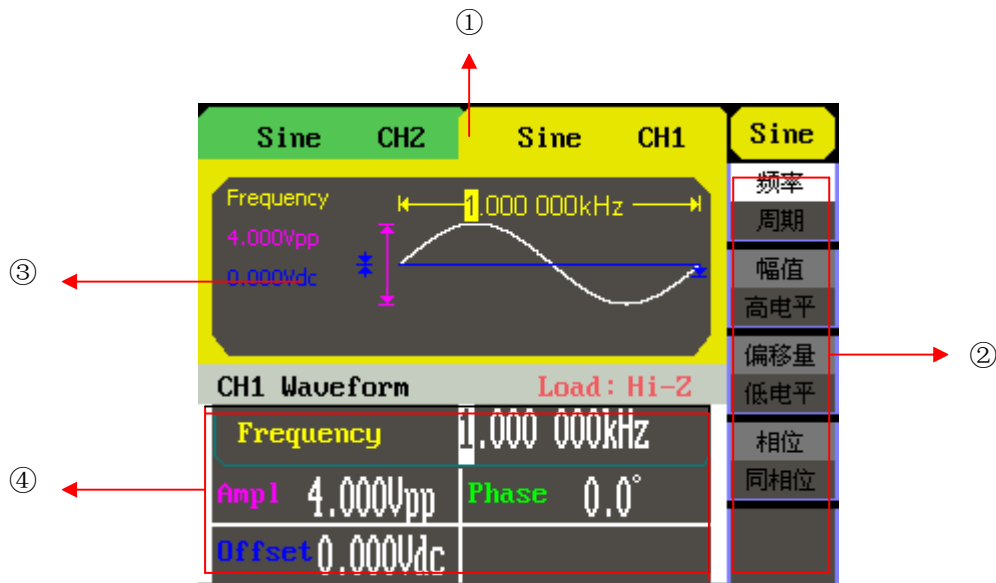 ①
Sine CH2 Sine CH1 Sine
Frequency 1.000 000kHz
4.000Vpp
0.000Vdc
频率
周期
幅值
高电平
偏移量
低电平
相位
同相位
③
②
CH1 Waveform Load: Hi-Z
Frequency 1.000 000kHz
④
Ampl 4.000Vpp Phase 0.0°
Offset 0.000Vdc